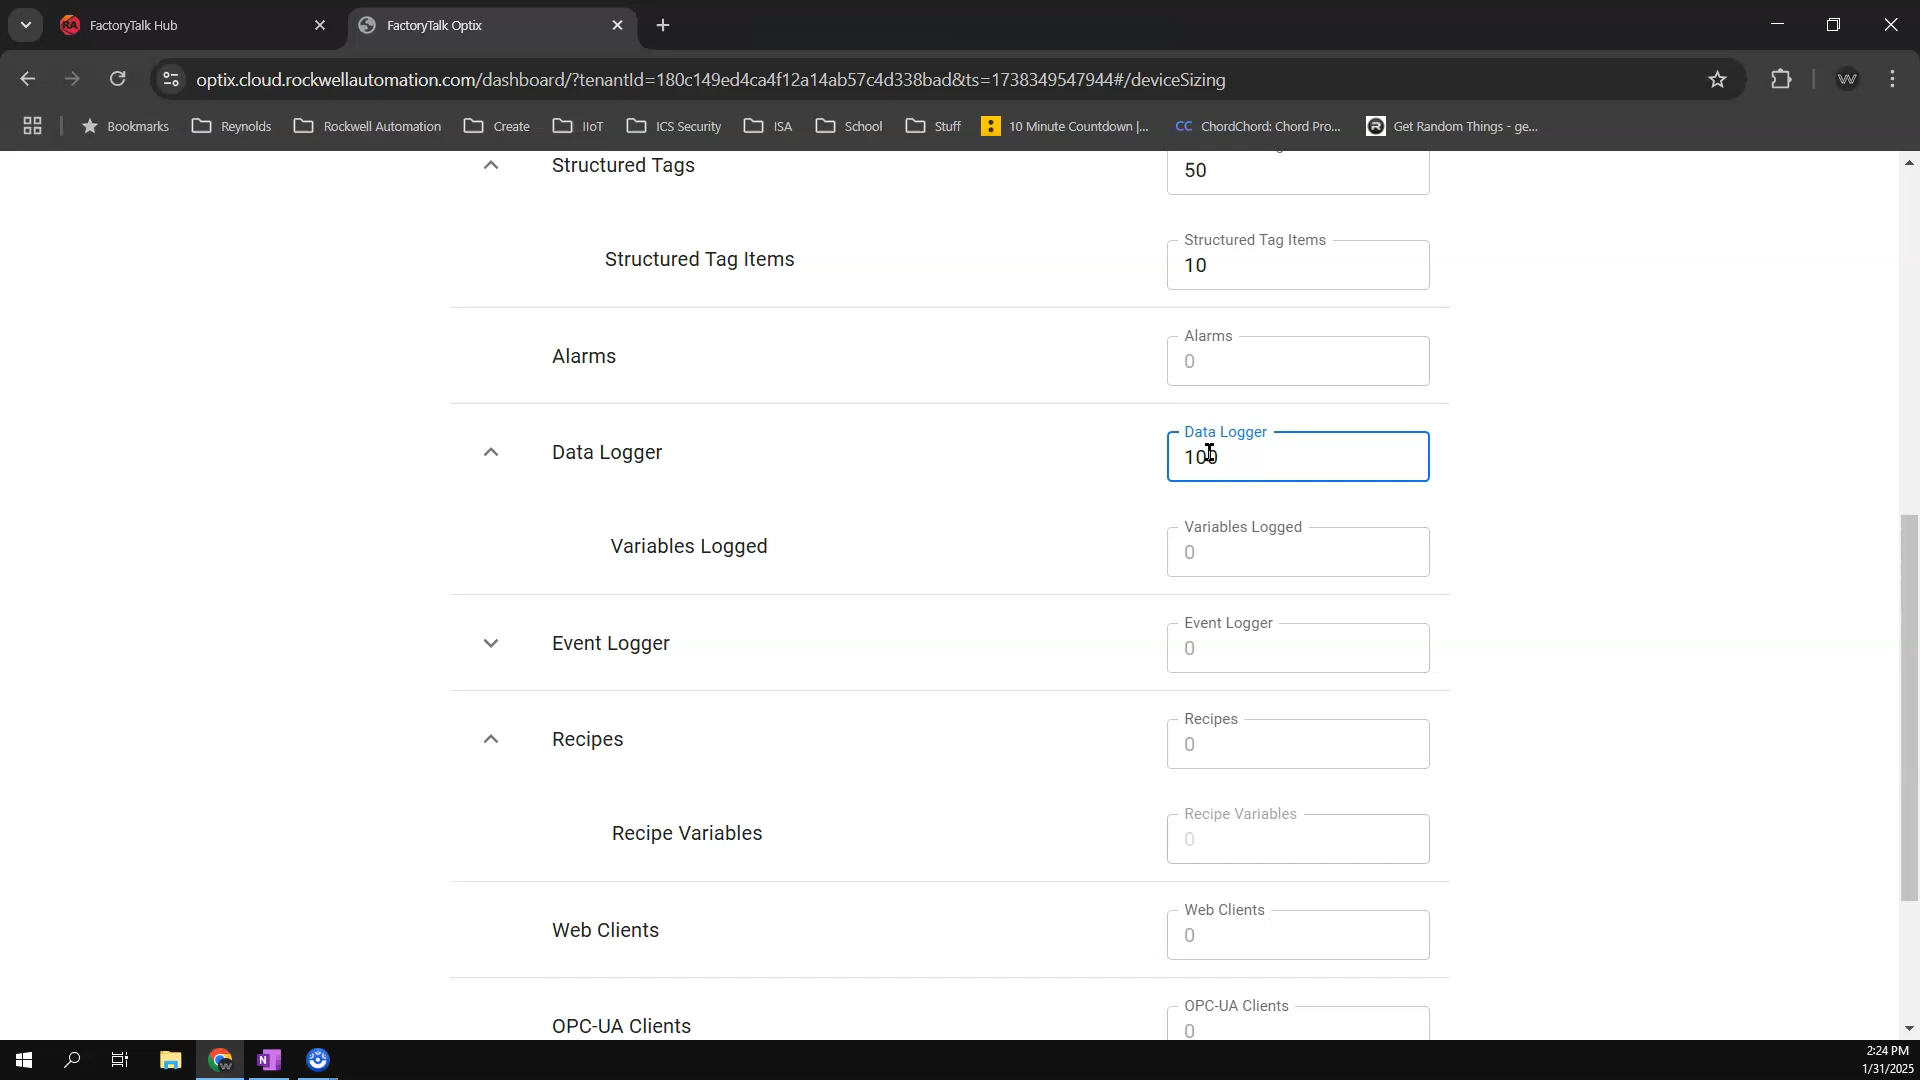 FactoryTalk Hub
FactoryTalk Optix
optix.cloud.rockwellautomation.com/dashboard/?tenantId=180c149ed4ca4f12a14ab57c4d338bad&ts=1738349547944#/deviceSizing
Bookmarks
Reynolds
Rockwell Automation
Create
IIoT
ICS Security
ISA
School
Stuff
10 Minute Countdown |...
CC ChordChord: Chord Pro...
Get Random Things - ge...
Structured Tags
50
Structured Tag Items
Structured Tag Items
10
Alarms
Alarms
0
Data Logger
Data Logger
100
Variables Logged
Variables Logged
0
Event Logger
Event Logger
0
Recipes
Recipes
0
Recipe Variables
Recipe Variables
0
Web Clients
Web Clients
0
OPC-UA Clients
OPC-UA Clients
0
2:24 PM
1/31/2025